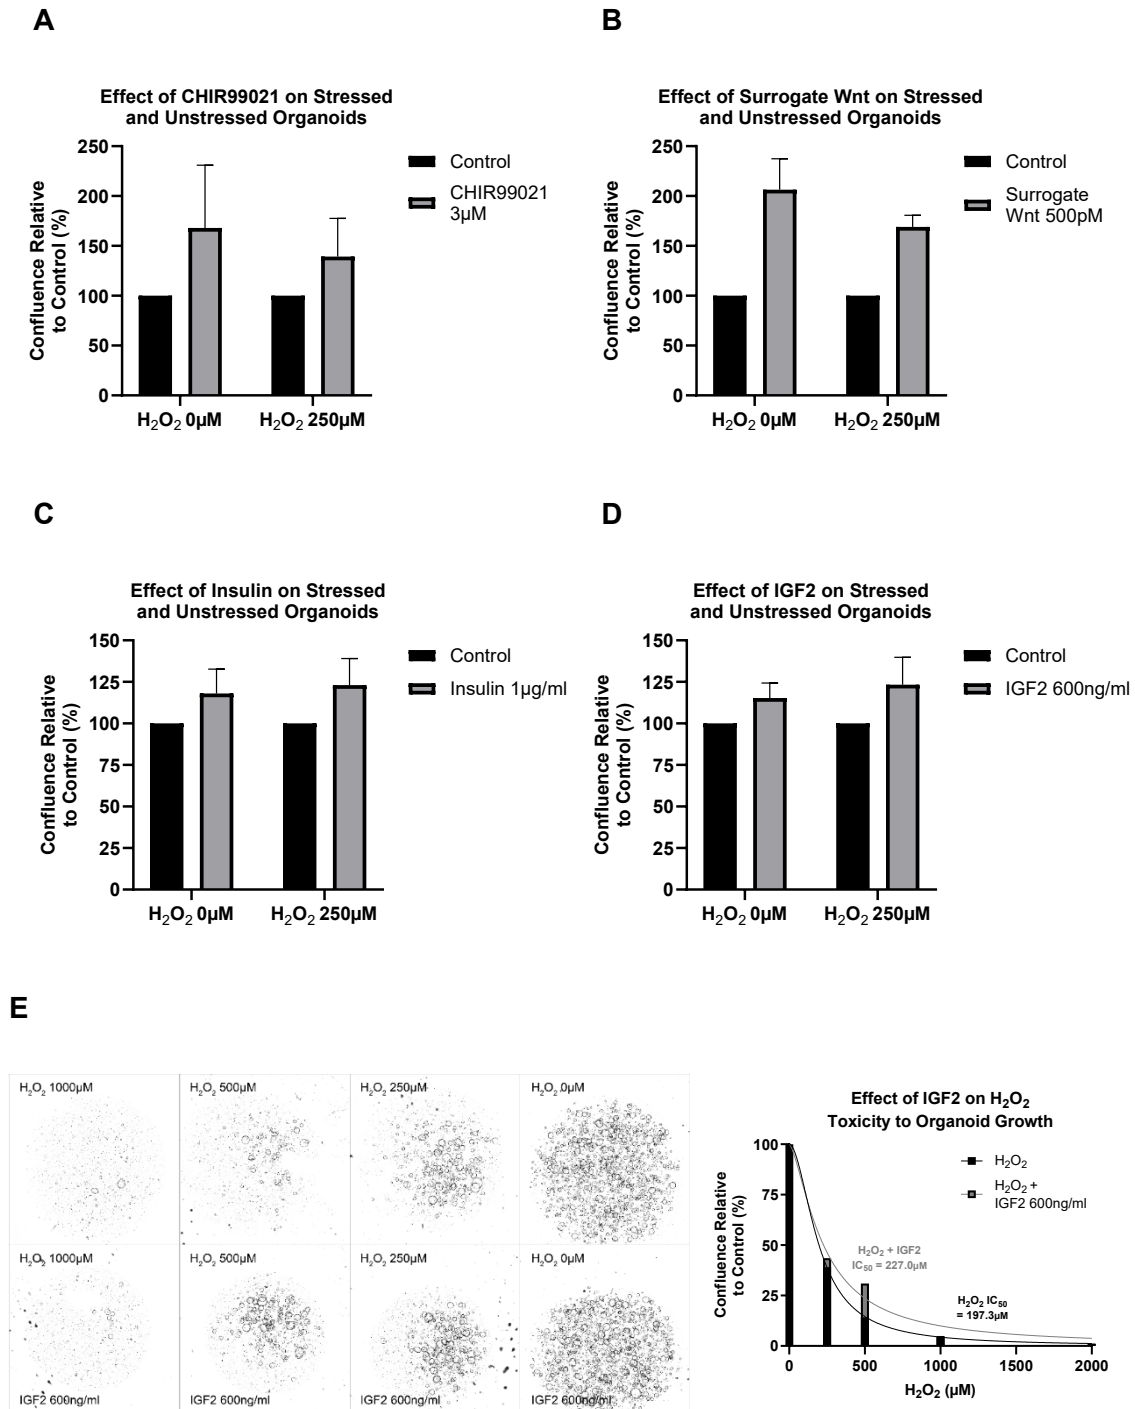 A
Effect of CHIR99021 on Stressed
and Unstressed Organoids
Confluence Relative
to Control (%)
250
200
150
100
50
0
H₂O₂ 0µM
H₂O₂ 250µM
Control
CHIR99021
3µM
B
Effect of Surrogate Wnt on Stressed
and Unstressed Organoids
Confluence Relative
to Control (%)
250
200
150
100
50
0
H₂O₂ 0µM
H₂O₂ 250µM
Control
Surrogate
Wnt 500pM
C
Effect of Insulin on Stressed
and Unstressed Organoids
Confluence Relative
to Control (%)
150
125
100
75
50
25
0
H₂O₂ 0µM
H₂O₂ 250µM
Control
Insulin 1µg/ml
D
Effect of IGF2 on Stressed
and Unstressed Organoids
Confluence Relative
to Control (%)
150
125
100
75
50
25
0
H₂O₂ 0µM
H₂O₂ 250µM
Control
IGF2 600ng/ml
E
H₂O₂ 1000µM
H₂O₂ 500µM
H₂O₂ 250µM
H₂O₂ 0µM
H₂O₂ 1000µM
H₂O₂ 500µM
H₂O₂ 250µM
H₂O₂ 0µM
IGF2 600ng/ml
IGF2 600ng/ml
IGF2 600ng/ml
IGF2 600ng/ml
Effect of IGF2 on H₂O₂
Toxicity to Organoid Growth
Confluence Relative
to Control (%)
100
75
50
25
0
0
500
1000
1500
2000
H₂O₂ (µM)
H₂O₂
H₂O₂ +
IGF2 600ng/ml
H₂O₂ + IGF2
IC₅₀ = 227.0µM
H₂O₂ IC₅₀
= 197.3µM